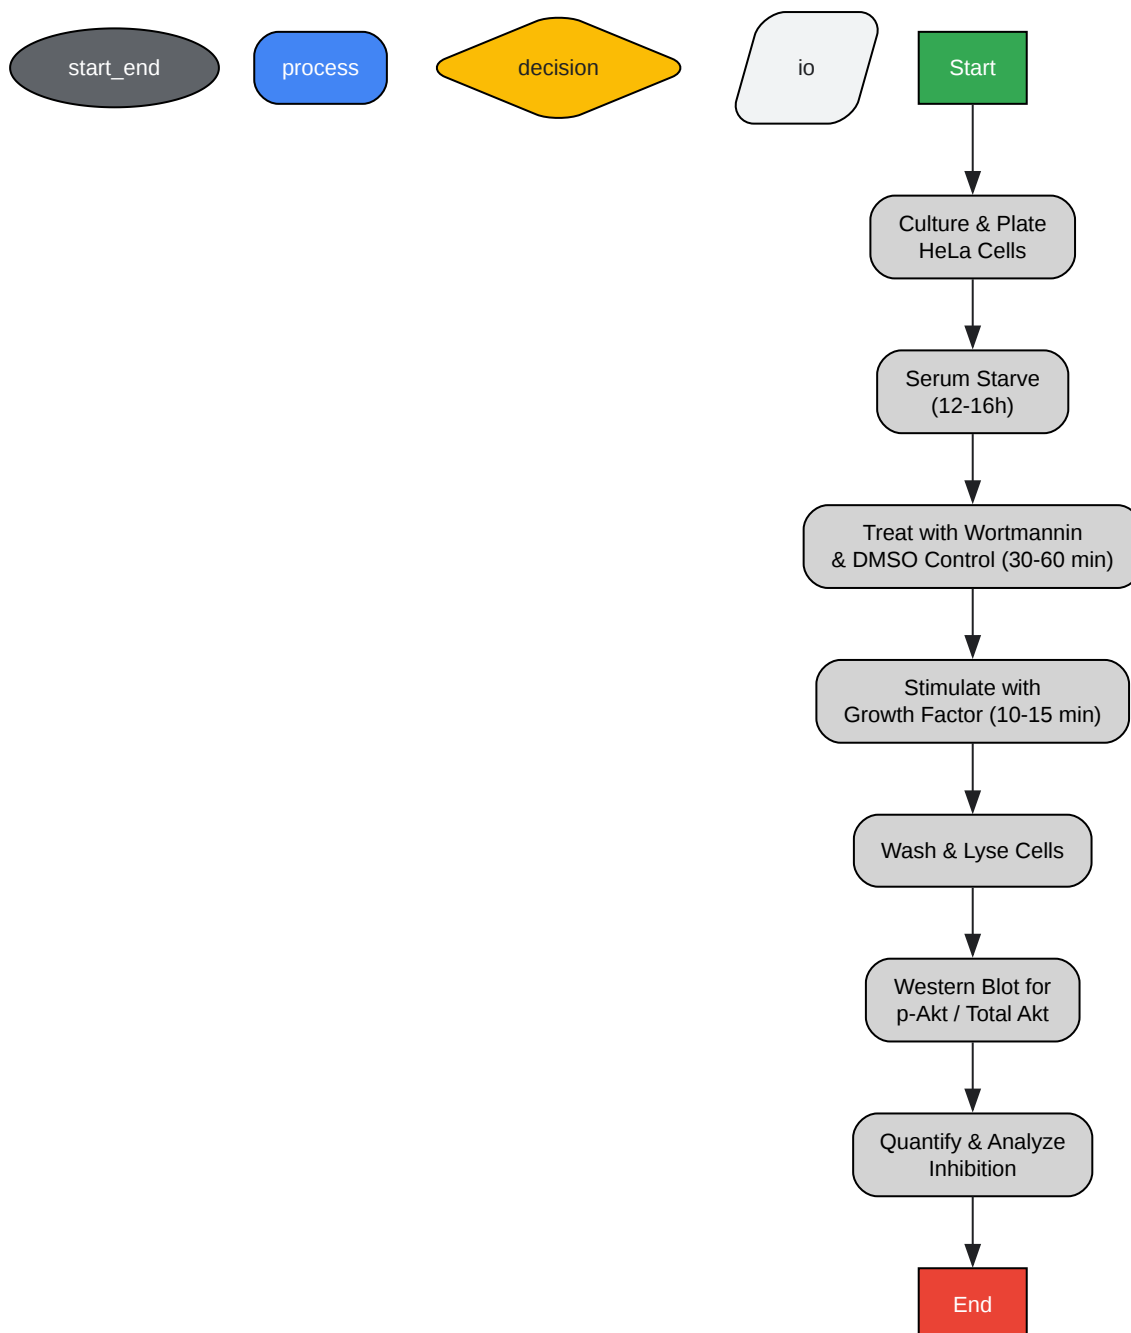 start_end
process
decision
io
Start
Culture & Plate
HeLa Cells
Serum Starve
(12-16h)
Treat with Wortmannin
& DMSO Control (30-60 min)
Stimulate with
Growth Factor (10-15 min)
Wash & Lyse Cells
Western Blot for
p-Akt / Total Akt
Quantify & Analyze
Inhibition
End